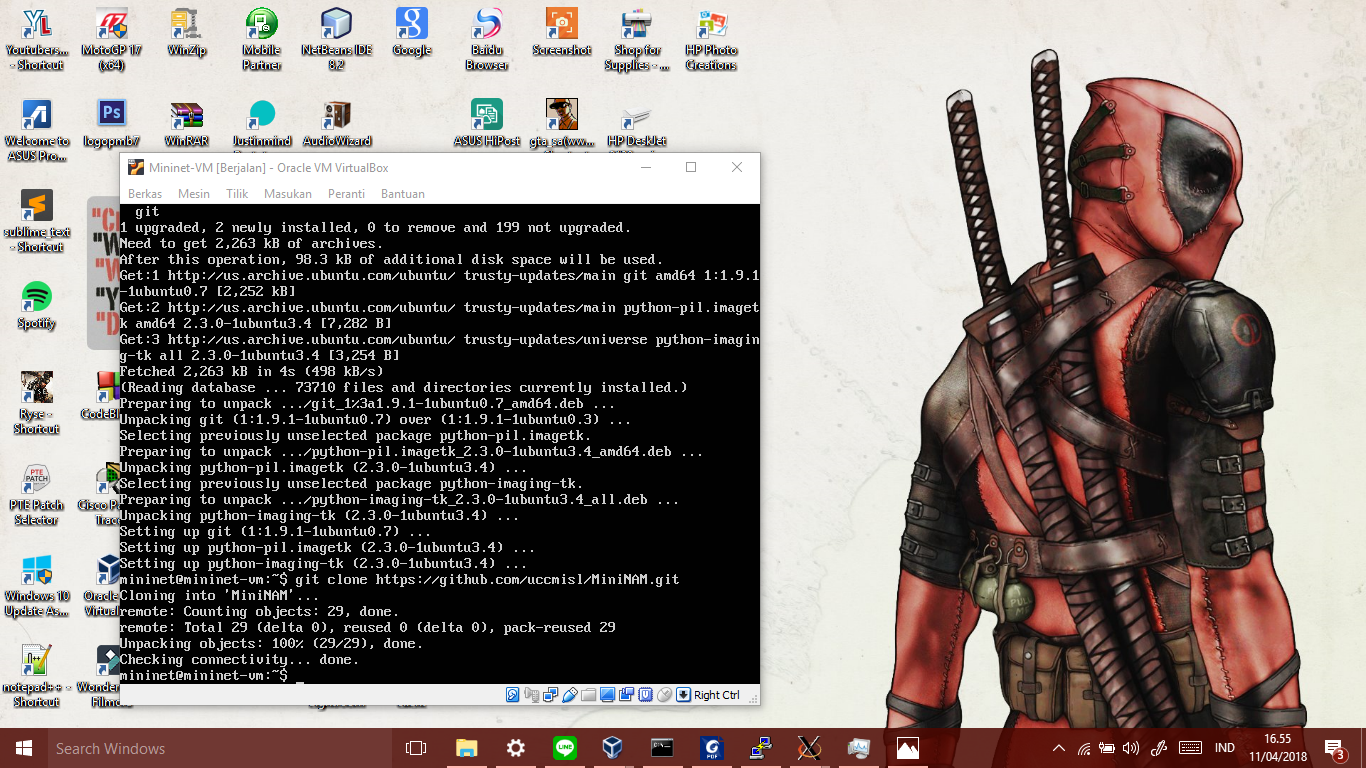 Youtubers... - Shortcut
MotoGP 17 (x64)
WinZip
Mobile Partner
NetBeans IDE 8.2
Google
Baidu Browser
Screenshot
Shop for Supplies - ...
HP Photo Creations
Welcome to ASUS Pro...
logopmb7
WinRAR
Justinmind
AudioWizard
ASUS HiPost
gta_sa(www...
HP DeskJet
sublime_text - Shortcut
Spotify
Ryse - Shortcut
CodeBl
PTE PATCH
PTE Patch Selector
Cisco P
Trace
Windows 10 Update As...
Oracle
Virtual
notepad++ - Shortcut
Wonder
Filmo
Mininet-VM [Berjalan] - Oracle VM VirtualBox
Berkas Mesin Tilik Masukan Peranti Bantuan
git
1 upgraded, 2 newly installed, 0 to remove and 199 not upgraded.
Need to get 2,263 kB of archives.
After this operation, 98.3 kB of additional disk space will be used.
Get:1 http://us.archive.ubuntu.com/ubuntu/ trusty-updates/main git amd64 1:1.9.1
-1ubuntu0.7 [2,252 kB]
Get:2 http://us.archive.ubuntu.com/ubuntu/ trusty-updates/main python-pil.imaget
k amd64 2.3.0-1ubuntu3.4 [7,282 B]
Get:3 http://us.archive.ubuntu.com/ubuntu/ trusty-updates/universe python-imagin
g-tk all 2.3.0-1ubuntu3.4 [3,254 B]
Fetched 2,263 kB in 4s (498 kB/s)
(Reading database ... 73710 files and directories currently installed.)
Preparing to unpack .../git_1%3a1.9.1-1ubuntu0.7_amd64.deb ...
Unpacking git (1:1.9.1-1ubuntu0.7) over (1:1.9.1-1ubuntu0.3) ...
Selecting previously unselected package python-pil.imagetk.
Preparing to unpack .../python-pil.imagetk_2.3.0-1ubuntu3.4_amd64.deb ...
Unpacking python-pil.imagetk (2.3.0-1ubuntu3.4) ...
Selecting previously unselected package python-imaging-tk.
Preparing to unpack .../python-imaging-tk_2.3.0-1ubuntu3.4_all.deb ...
Unpacking python-imaging-tk (2.3.0-1ubuntu3.4) ...
Setting up git (1:1.9.1-1ubuntu0.7) ...
Setting up python-pil.imagetk (2.3.0-1ubuntu3.4) ...
Setting up python-imaging-tk (2.3.0-1ubuntu3.4) ...
mininet@mininet-vm:~$ git clone https://github.com/uccmisl/MiniNAM.git
Cloning into 'MiniNAM'...
remote: Counting objects: 29, done.
remote: Total 29 (delta 0), reused 0 (delta 0), pack-reused 29
Unpacking objects: 100% (29/29), done.
Checking connectivity... done.
mininet@mininet-vm:~$ _
Right Ctrl
PULL
Search Windows
LINE
PDF
IND
16.55
11/04/2018
3